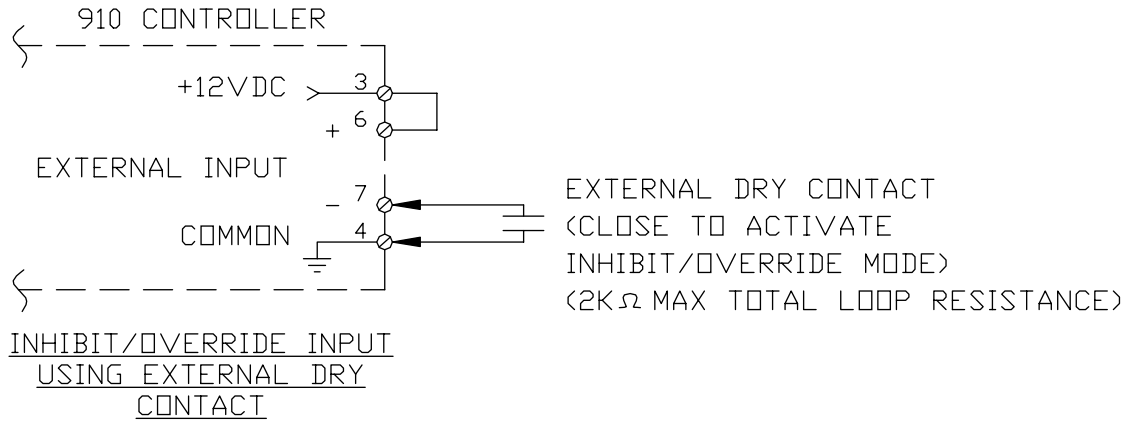 910 CONTROLLER
+12VDC
3
+
6
EXTERNAL INPUT
-
7
COMMON
4
EXTERNAL DRY CONTACT
(CLOSE TO ACTIVATE
INHIBIT/OVERRIDE MODE)
(2KΩ MAX TOTAL LOOP RESISTANCE)
INHIBIT/OVERRIDE INPUT
USING EXTERNAL DRY
CONTACT